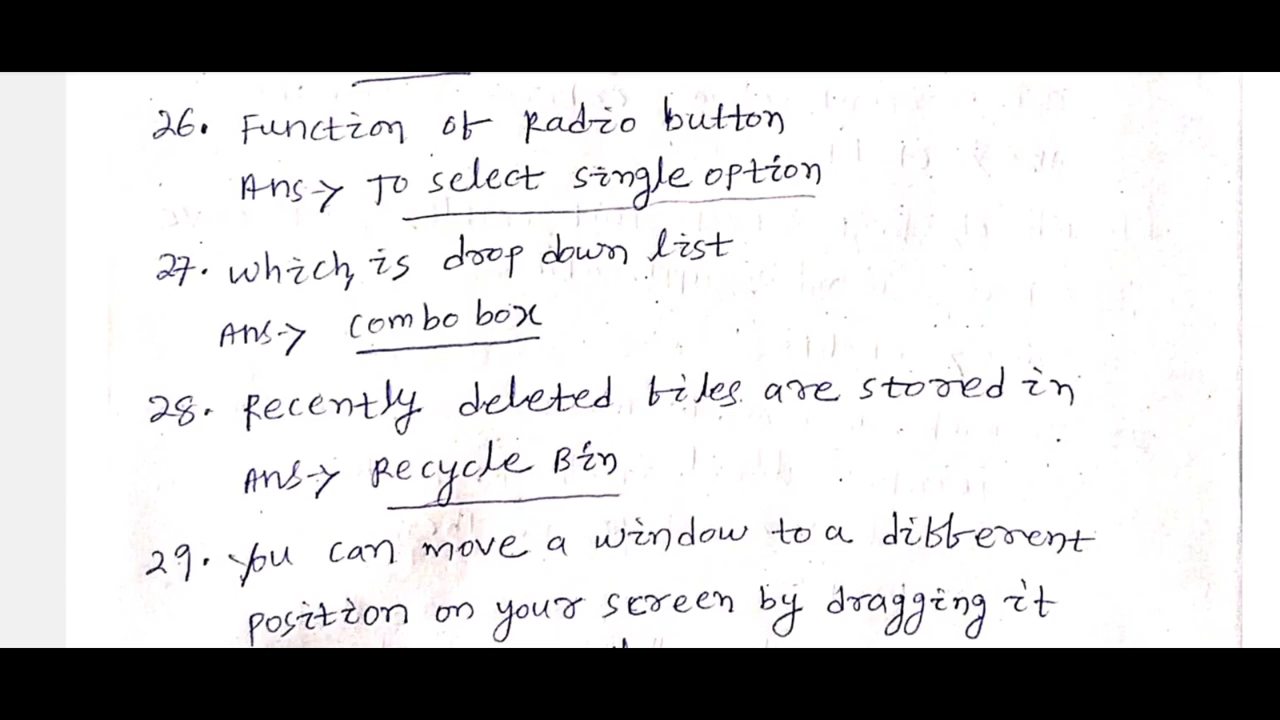 26. Function of Radio button
Ans→ To select single option
27. which is drop down list
Ans→ combo box
28. Recently deleted files are stored in
Ans→ Recycle Bin
29. You can move a window to a different
position on your screen by dragging it